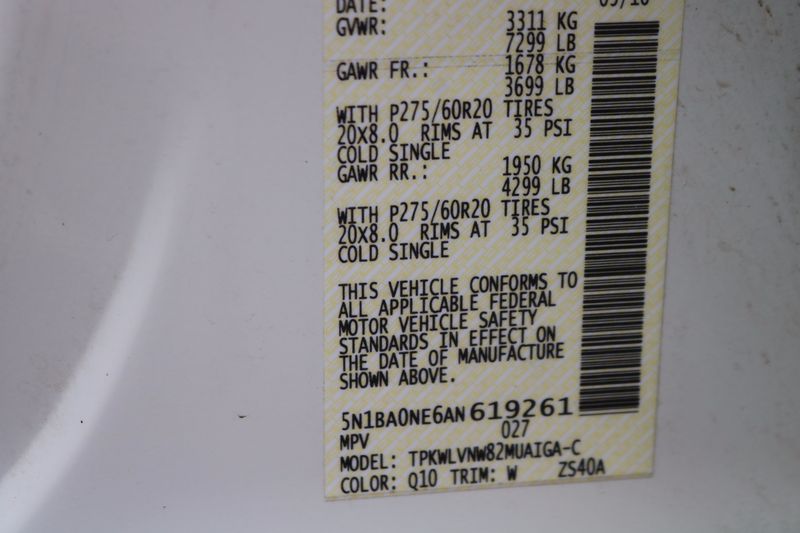 DATE: 09/10
GVWR: 3311 KG
7299 LB
GAWR FR.: 1678 KG
3699 LB
WITH P275/60R20 TIRES
20X8.0 RIMS AT 35 PSI
COLD SINGLE
GAWR RR.: 1950 KG
4299 LB
WITH P275/60R20 TIRES
20X8.0 RIMS AT 35 PSI
COLD SINGLE
THIS VEHICLE CONFORMS TO
ALL APPLICABLE FEDERAL
MOTOR VEHICLE SAFETY
STANDARDS IN EFFECT ON
THE DATE OF MANUFACTURE
SHOWN ABOVE.
5N1BA0NE6AN619261
MPV 027
MODEL: TPKWLVNW82MUAIGA-C
COLOR: Q10 TRIM: W ZS40A